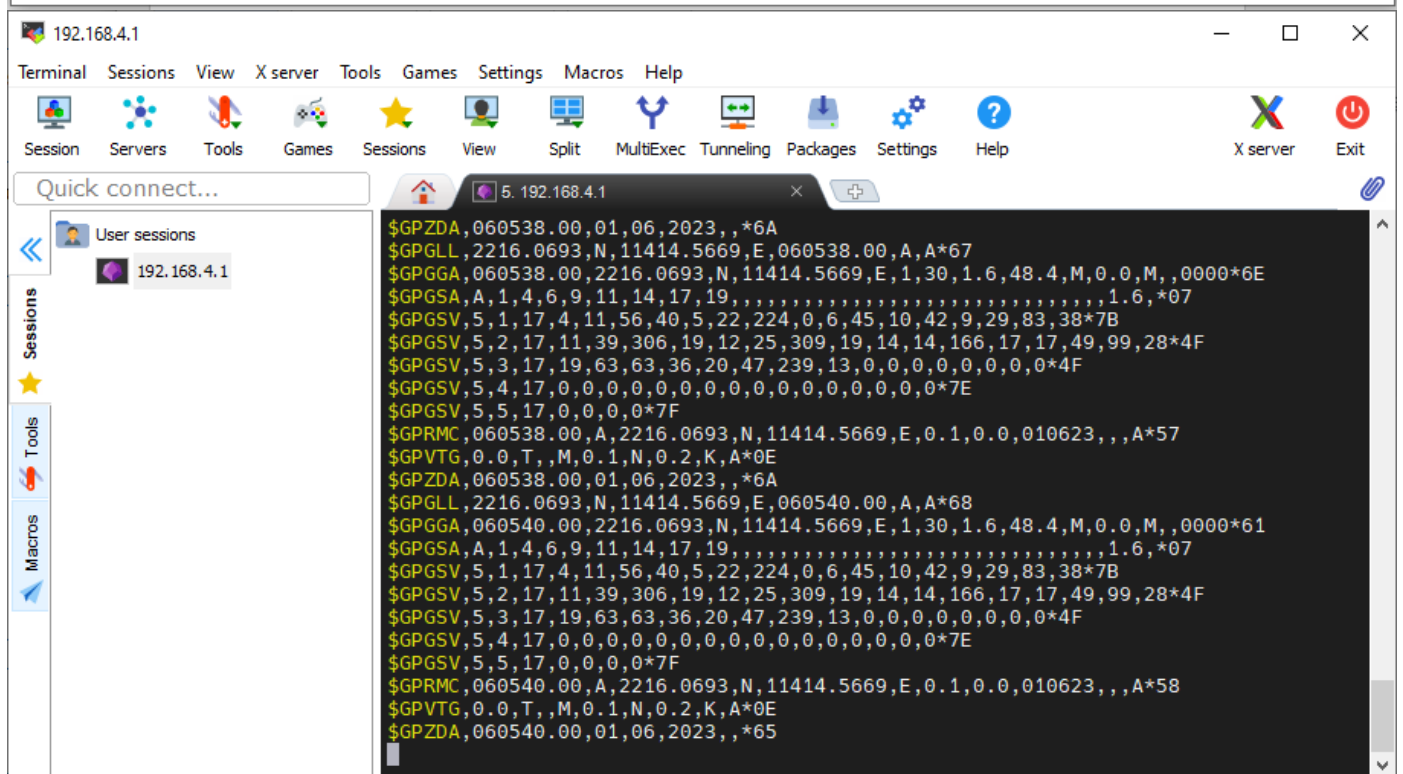 192.168.4.1
Terminal Sessions View X server Tools Games Settings Macros Help
Session Servers Tools Games Sessions View Split MultiExec Tunneling Packages Settings Help X server Exit
Quick connect...
5. 192.168.4.1
User sessions
192.168.4.1
Sessions
Tools
Macros
$GPZDA,060538.00,01,06,2023,,*6A
$GPGLL,2216.0693,N,11414.5669,E,060538.00,A,A*67
$GPGGA,060538.00,2216.0693,N,11414.5669,E,1,30,1.6,48.4,M,0.0,M,,0000*6E
$GPGSA,A,1,4,6,9,11,14,17,19,,,,,,,,,,,,,,,,,,,,,,,,,,,,,1.6,*07
$GPGSV,5,1,17,4,11,56,40,5,22,224,0,6,45,10,42,9,29,83,38*7B
$GPGSV,5,2,17,11,39,306,19,12,25,309,19,14,14,166,17,17,49,99,28*4F
$GPGSV,5,3,17,19,63,63,36,20,47,239,13,0,0,0,0,0,0,0,0*4F
$GPGSV,5,4,17,0,0,0,0,0,0,0,0,0,0,0,0,0,0,0,0*7E
$GPGSV,5,5,17,0,0,0,0*7F
$GPRMC,060538.00,A,2216.0693,N,11414.5669,E,0.1,0.0,010623,,,A*57
$GPVTG,0.0,T,,M,0.1,N,0.2,K,A*0E
$GPZDA,060538.00,01,06,2023,,*6A
$GPGLL,2216.0693,N,11414.5669,E,060540.00,A,A*68
$GPGGA,060540.00,2216.0693,N,11414.5669,E,1,30,1.6,48.4,M,0.0,M,,0000*61
$GPGSA,A,1,4,6,9,11,14,17,19,,,,,,,,,,,,,,,,,,,,,,,,,,,,,1.6,*07
$GPGSV,5,1,17,4,11,56,40,5,22,224,0,6,45,10,42,9,29,83,38*7B
$GPGSV,5,2,17,11,39,306,19,12,25,309,19,14,14,166,17,17,49,99,28*4F
$GPGSV,5,3,17,19,63,63,36,20,47,239,13,0,0,0,0,0,0,0,0*4F
$GPGSV,5,4,17,0,0,0,0,0,0,0,0,0,0,0,0,0,0,0,0*7E
$GPGSV,5,5,17,0,0,0,0*7F
$GPRMC,060540.00,A,2216.0693,N,11414.5669,E,0.1,0.0,010623,,,A*58
$GPVTG,0.0,T,,M,0.1,N,0.2,K,A*0E
$GPZDA,060540.00,01,06,2023,,*65